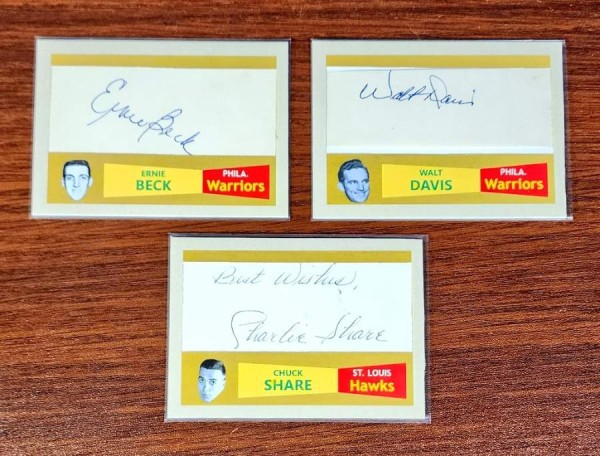 Ernie Beck
ERNIE
BECK
PHILA.
Warriors
Walt Davis
WALT
DAVIS
PHILA.
Warriors
Best Wishes,
Charlie Share
CHUCK
SHARE
ST. LOUIS
Hawks